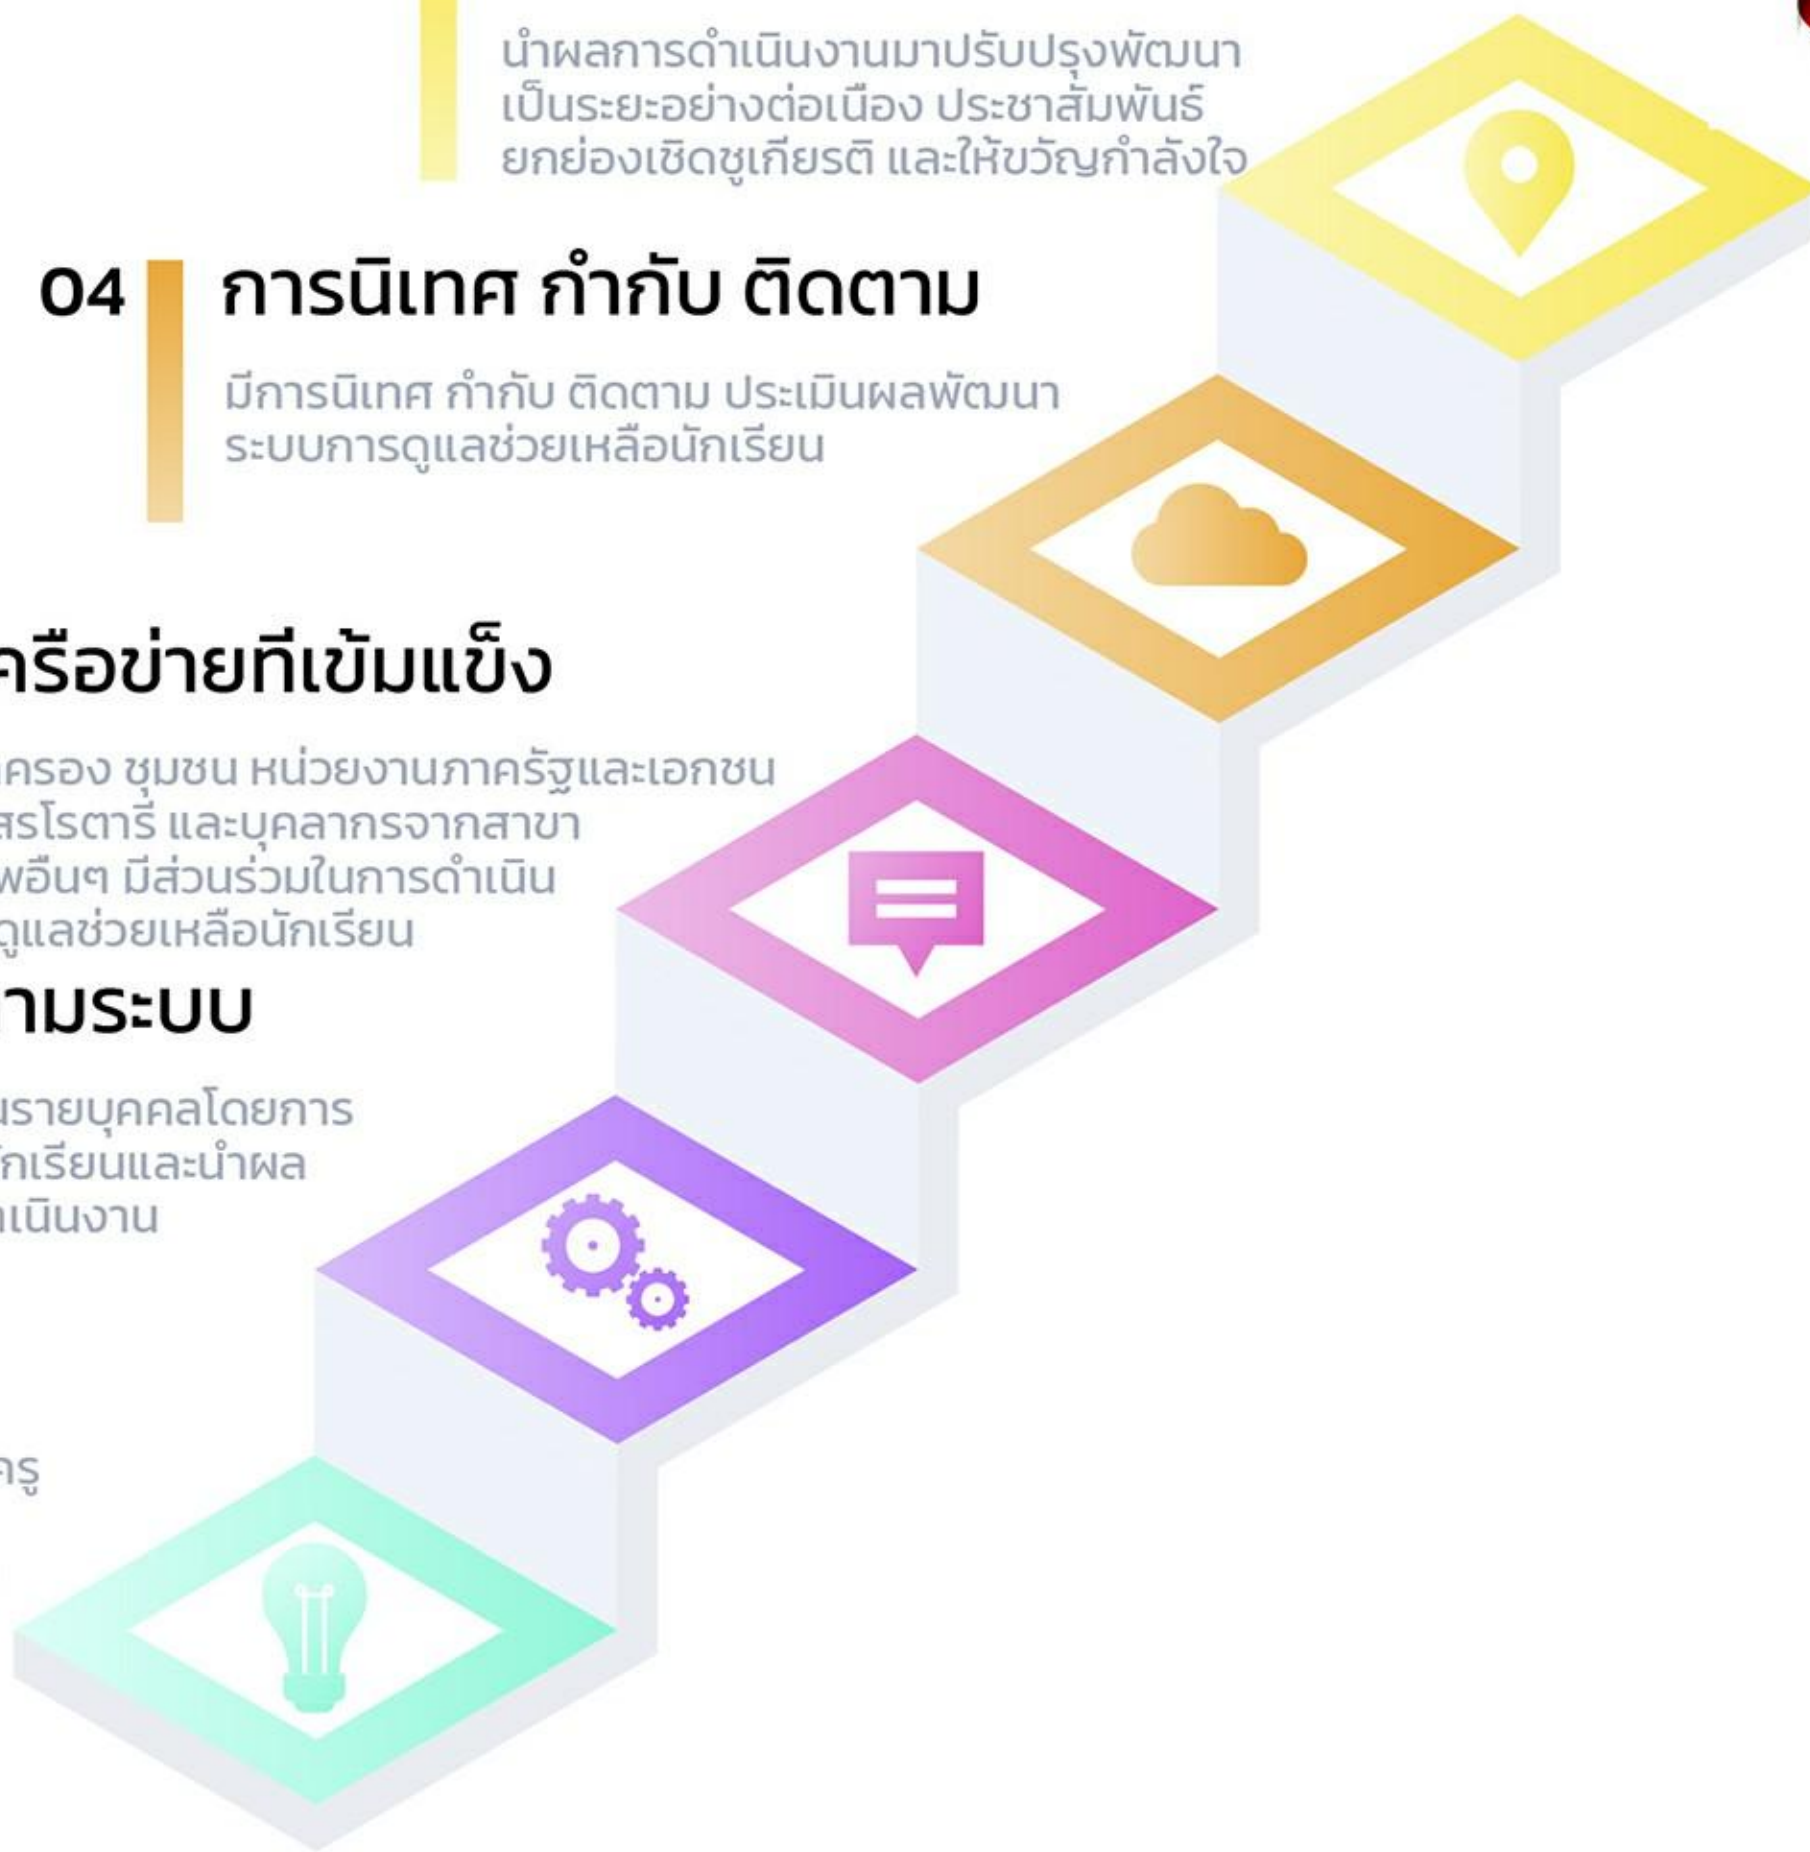 นำผลการดำเนินงานมาปรับปรุงพัฒนา
เป็นระยะอย่างต่อเนื่อง ประชาสัมพันธ์
ยกย่องเชิดชูเกียรติ และให้ขวัญกำลังใจ
04 การนิเทศ กำกับ ติดตาม
มีการนิเทศ กำกับ ติดตาม ประเมินผลพัฒนา
ระบบการดูแลช่วยเหลือนักเรียน
ครือข่ายที่เข้มแข็ง
ครอง ชุมชน หน่วยงานภาครัฐและเอกชน
สรโรตารี และบุคลากรจากสาขา
พอื่นๆ มีส่วนร่วมในการดำเนิน
ดูแลช่วยเหลือนักเรียน
ามระบบ
นรายบุคคลโดยการ
กเรียนและนำผล
าเนินงาน
ครู